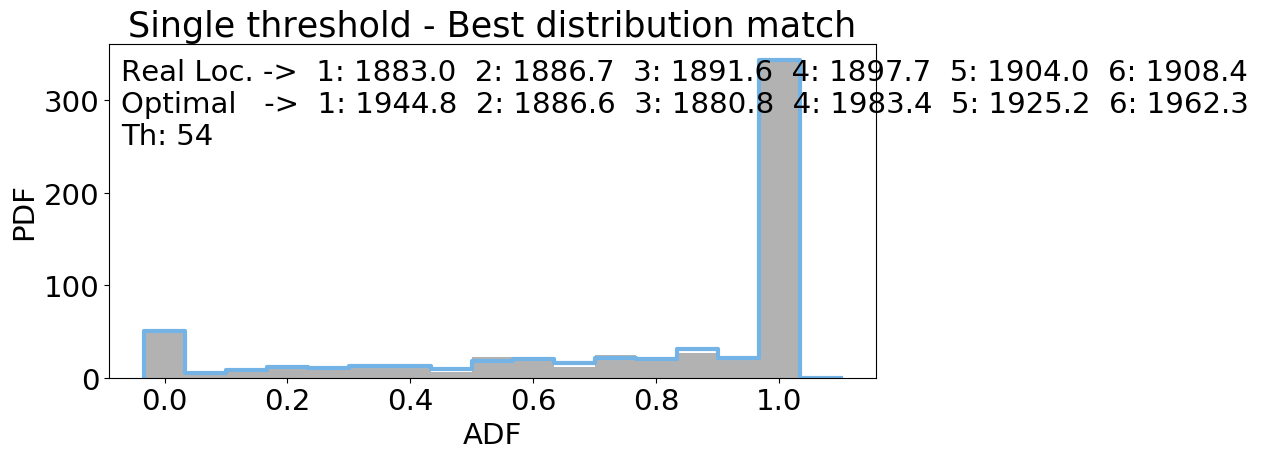 Single threshold - Best distribution match
Real Loc. -> 1: 1883.0 2: 1886.7 3: 1891.6 4: 1897.7 5: 1904.0 6: 1908.4
Optimal -> 1: 1944.8 2: 1886.6 3: 1880.8 4: 1983.4 5: 1925.2 6: 1962.3
Th: 54
300
200
100
0
PDF
0.0 0.2 0.4 0.6 0.8 1.0
ADF